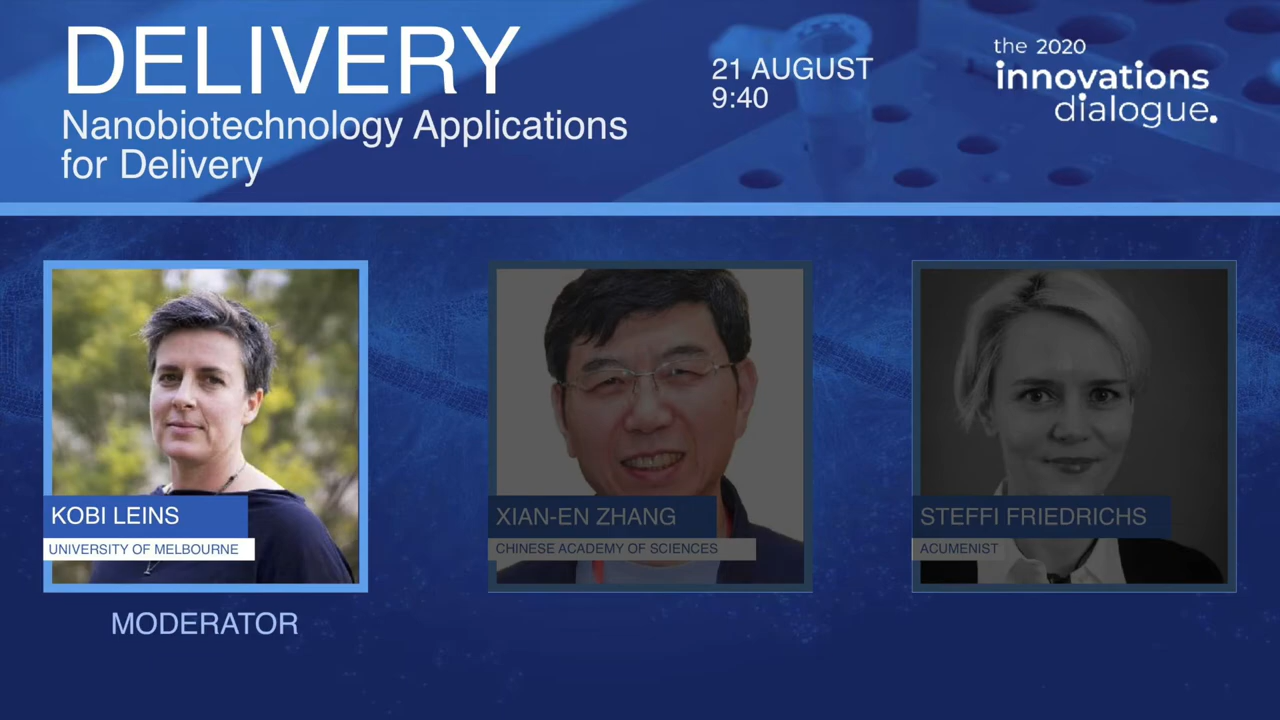 DELIVERY
Nanobiotechnology Applications
for Delivery
21 AUGUST
9:40
the 2020
innovations
dialogue.
KOBI LEINS
UNIVERSITY OF MELBOURNE
MODERATOR
XIAN-EN ZHANG
CHINESE ACADEMY OF SCIENCES
STEFFI FRIEDRICHS
ACUMENIST